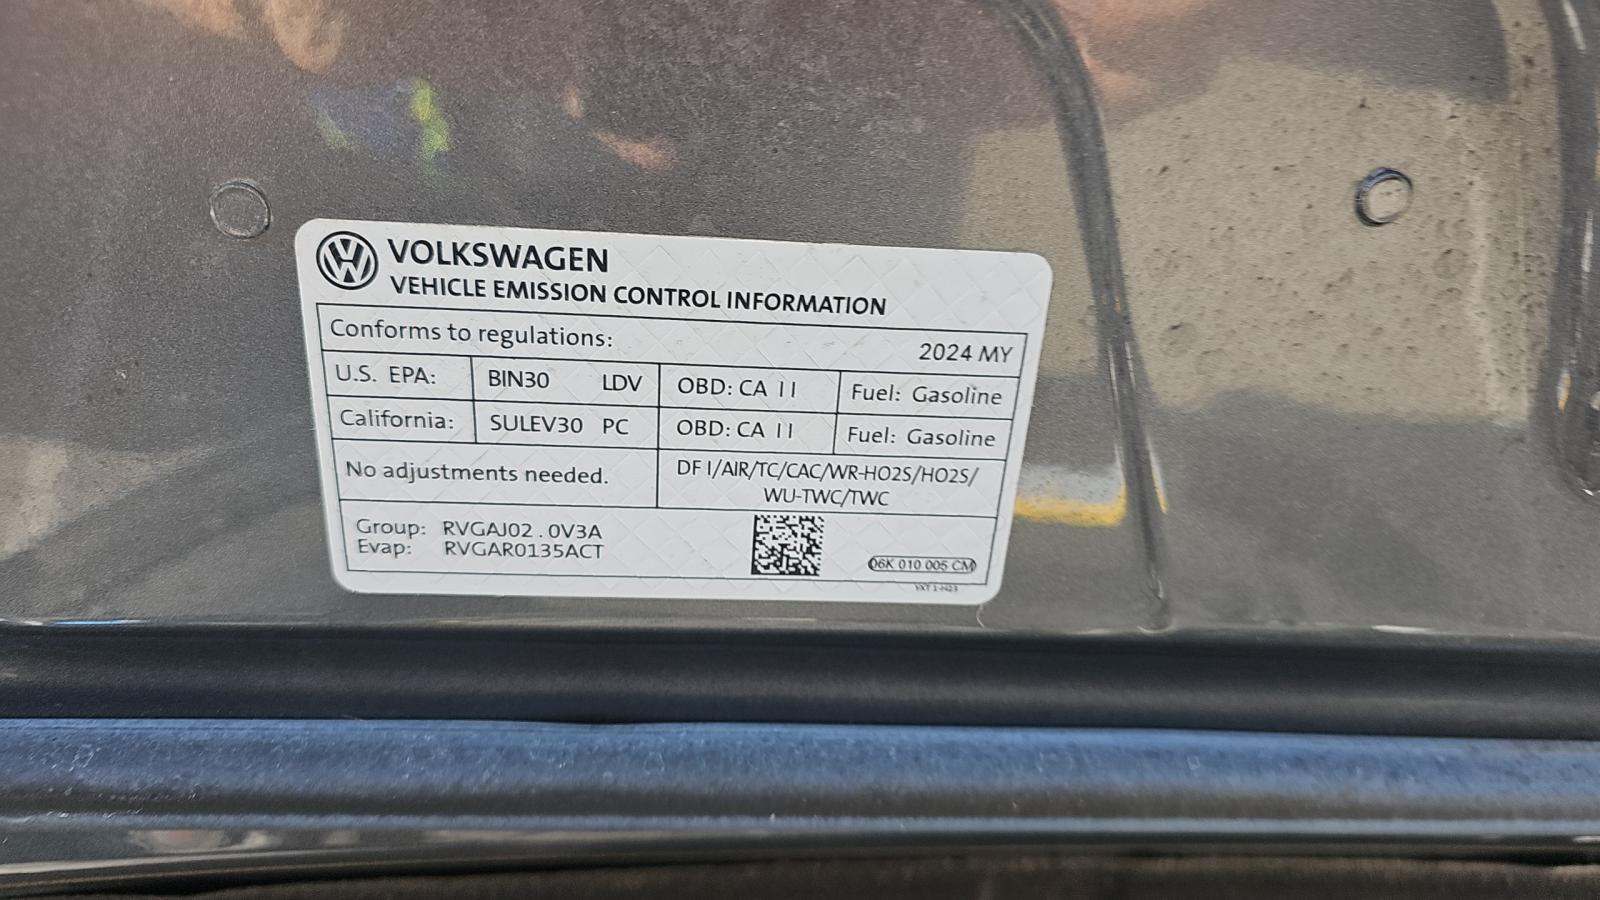 VOLKSWAGEN
VEHICLE EMISSION CONTROL INFORMATION
Conforms to regulations: 2024 MY
U.S. EPA: BIN30 LDV OBD: CA II Fuel: Gasoline
California: SULEV30 PC OBD: CA II Fuel: Gasoline
No adjustments needed. DFI/AIR/TC/CAC/WR-HO2S/HO2S/
WU-TWC/TWC
Group: RVGAJ02.0V3A
Evap: RVGAR0135ACT
06K 010 005 CM